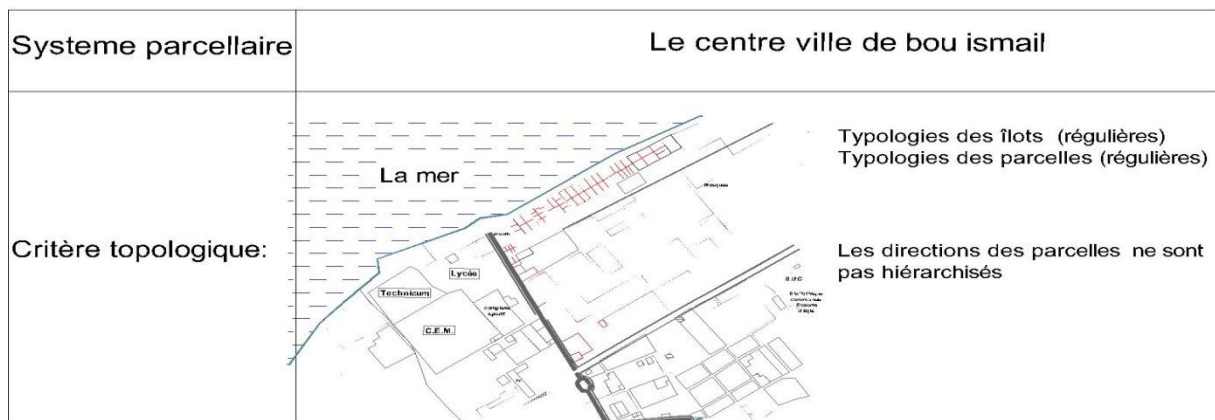 Systeme parcellaire
Le centre ville de bou ismail
Critère topologique:
La mer
Lycée
Technicum
C.E.M.
Mosquée
Typologies des îlots (régulières)
Typologies des parcelles (régulières)
Les directions des parcelles ne sont
pas hiérarchisés